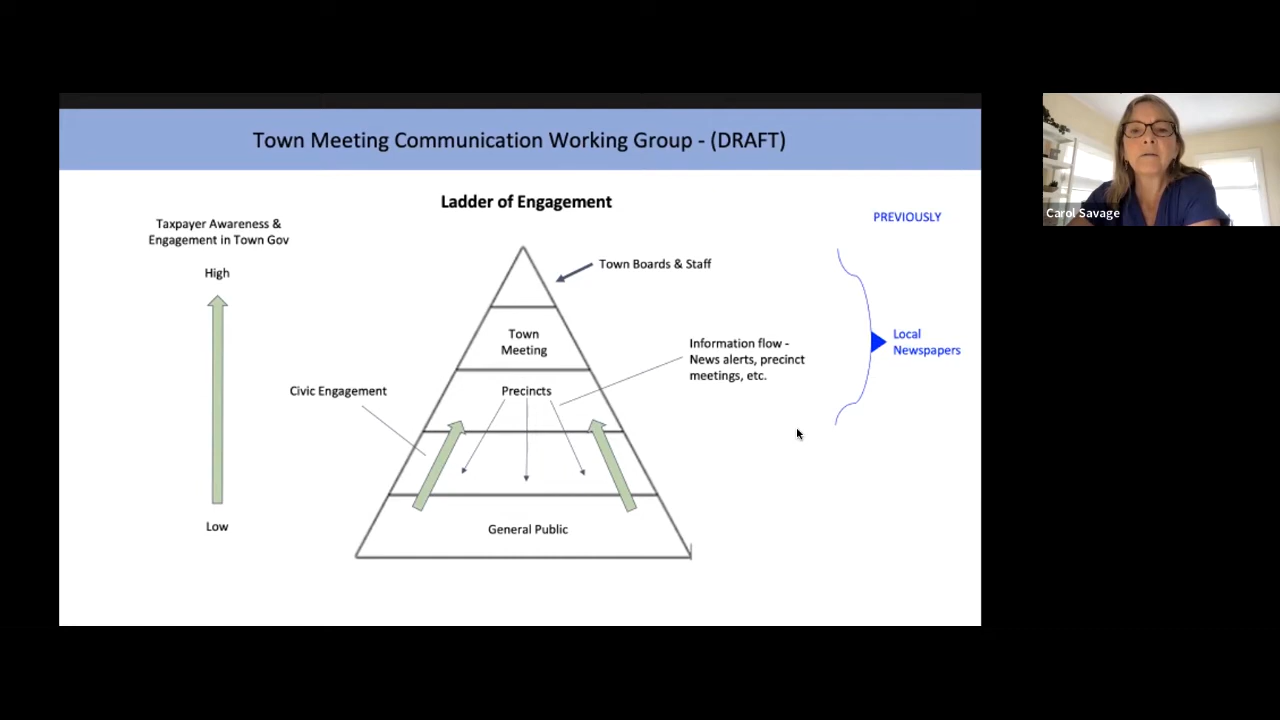 Town Meeting Communication Working Group - (DRAFT)
Ladder of Engagement
Taxpayer Awareness &
Engagement in Town Gov
High
Low
Town Boards & Staff
Town
Meeting
Precincts
Civic Engagement
Information flow -
News alerts, precinct
meetings, etc.
General Public
PREVIOUSLY
Local
Newspapers
Carol Savage